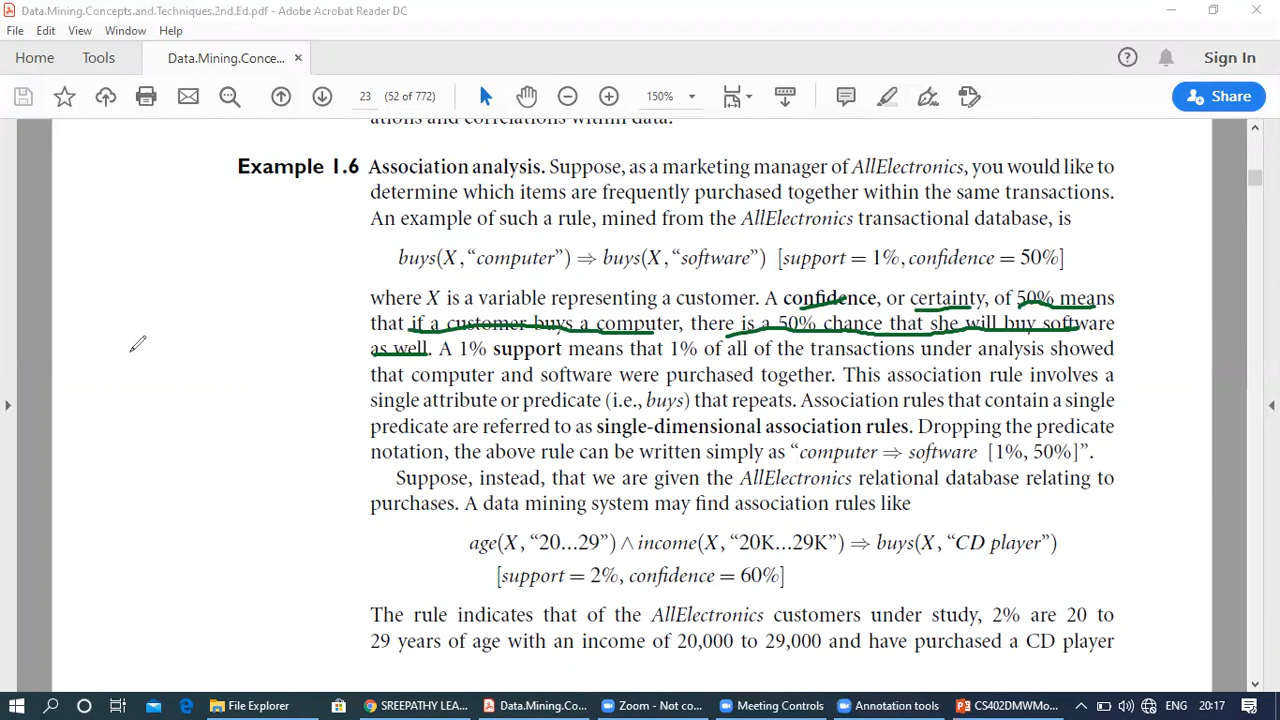 Data.Mining.Concepts.and.Techniques.2nd.Ed.pdf - Adobe Acrobat Reader DC
File Edit View Window Help
Home Tools Data.Mining.Conce... × Sign In
23 (52 of 772) 150% Share
ations and correlations within data.
Example 1.6 Association analysis. Suppose, as a marketing manager of AllElectronics, you would like to
determine which items are frequently purchased together within the same transactions.
An example of such a rule, mined from the AllElectronics transactional database, is
buys(X, “computer”) ⇒ buys(X, “software”) [support = 1%, confidence = 50%]
where X is a variable representing a customer. A confidence, or certainty, of 50% means
that if a customer buys a computer, there is a 50% chance that she will buy software
as well. A 1% support means that 1% of all of the transactions under analysis showed
that computer and software were purchased together. This association rule involves a
single attribute or predicate (i.e., buys) that repeats. Association rules that contain a single
predicate are referred to as single-dimensional association rules. Dropping the predicate
notation, the above rule can be written simply as “computer ⇒ software [1%, 50%]”.
Suppose, instead, that we are given the AllElectronics relational database relating to
purchases. A data mining system may find association rules like
age(X, “20...29”) ∧ income(X, “20K...29K”) ⇒ buys(X, “CD player”)
[support = 2%, confidence = 60%]
The rule indicates that of the AllElectronics customers under study, 2% are 20 to
29 years of age with an income of 20,000 to 29,000 and have purchased a CD player
File Explorer SREEPATHY LEA... Data.Mining.Co... Zoom - Not co... Meeting Controls Annotation tools CS402DMWMo... 20:17